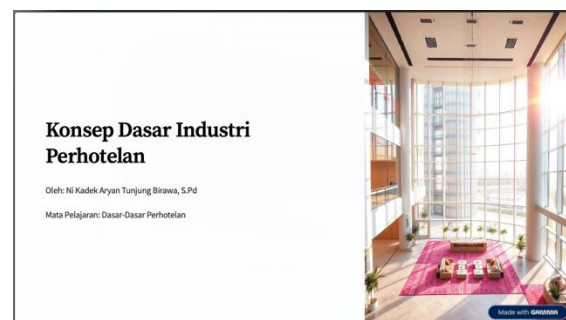 Konsep Dasar Industri
Perhotelan
Oleh: Ni Kadek Aryan Tunjung Birawa, S.Pd
Mata Pelajaran: Dasar-Dasar Perhotelan
Made with GAMMA